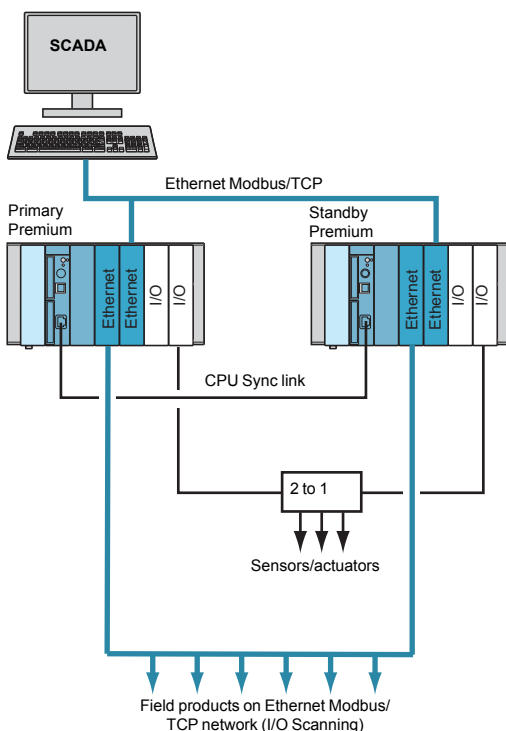 SCADA
Ethernet Modbus/TCP
Primary
Premium
Standby
Premium
Ethernet
Ethernet
I/O
I/O
Ethernet
Ethernet
I/O
I/O
CPU Sync link
2 to 1
Sensors/actuators
Field products on Ethernet Modbus/
TCP network (I/O Scanning)